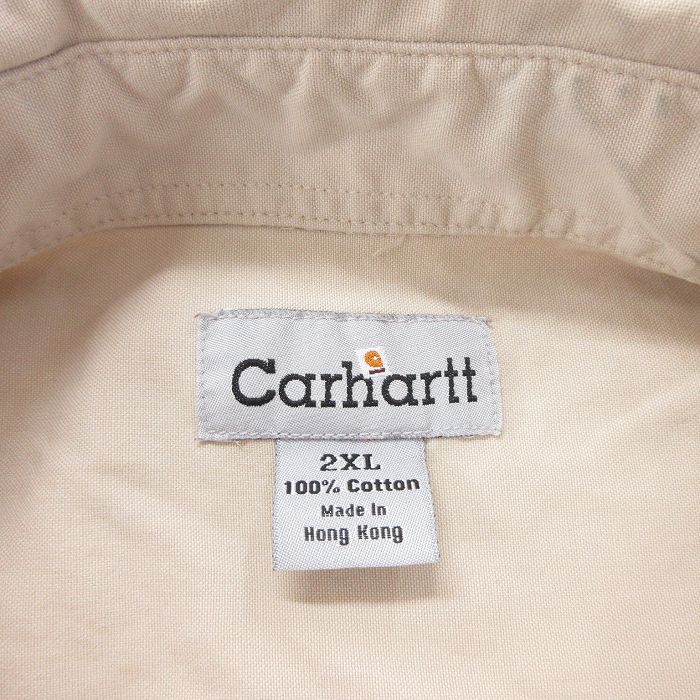 Carhartt
2XL
100% Cotton
Made In
Hong Kong